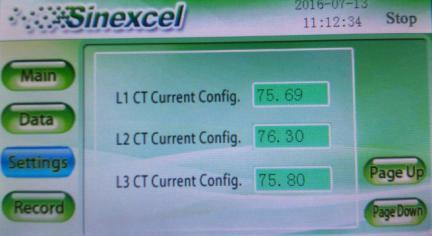 Sinexcel
2016-07-13
11:12:34 Stop
Main
Data
Settings
Record
L1 CT Current Config. 75.69
L2 CT Current Config. 76.30
L3 CT Current Config. 75.80
Page Up
Page Down